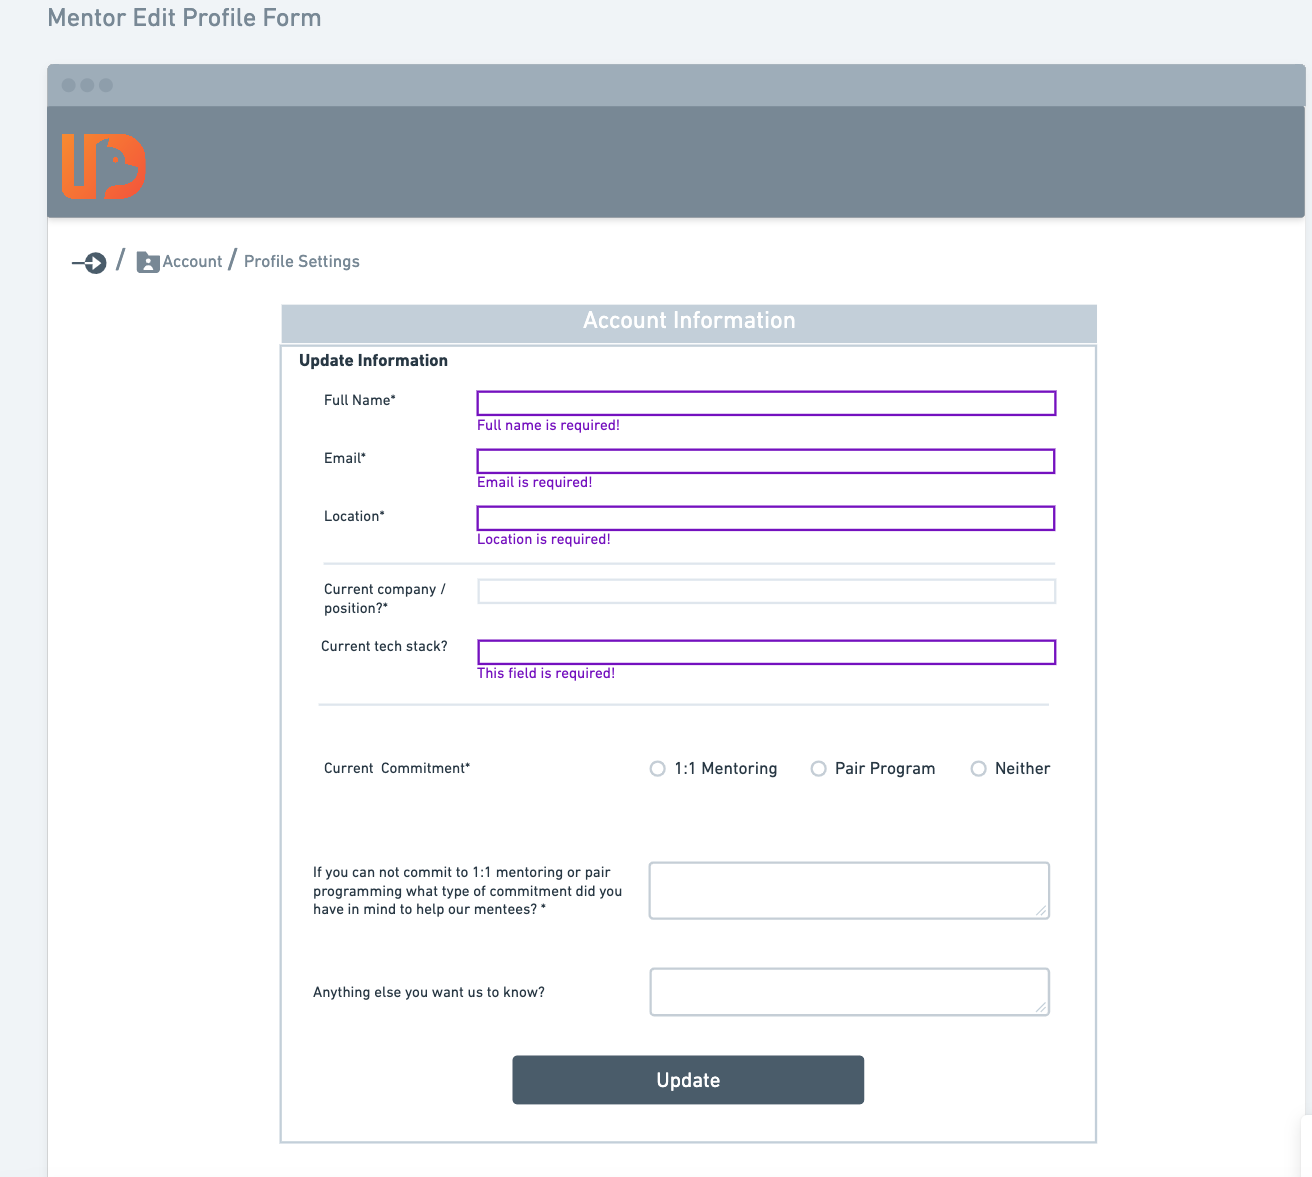 Mentor Edit Profile Form
/ Account / Profile Settings
Account Information
Update Information
Full Name*
Full name is required!
Email*
Email is required!
Location*
Location is required!
Current company /
position?*
Current tech stack?
This field is required!
Current  Commitment*
1:1 Mentoring
Pair Program
Neither
If you can not commit to 1:1 mentoring or pair
programming what type of commitment did you
have in mind to help our mentees? *
Anything else you want us to know?
Update